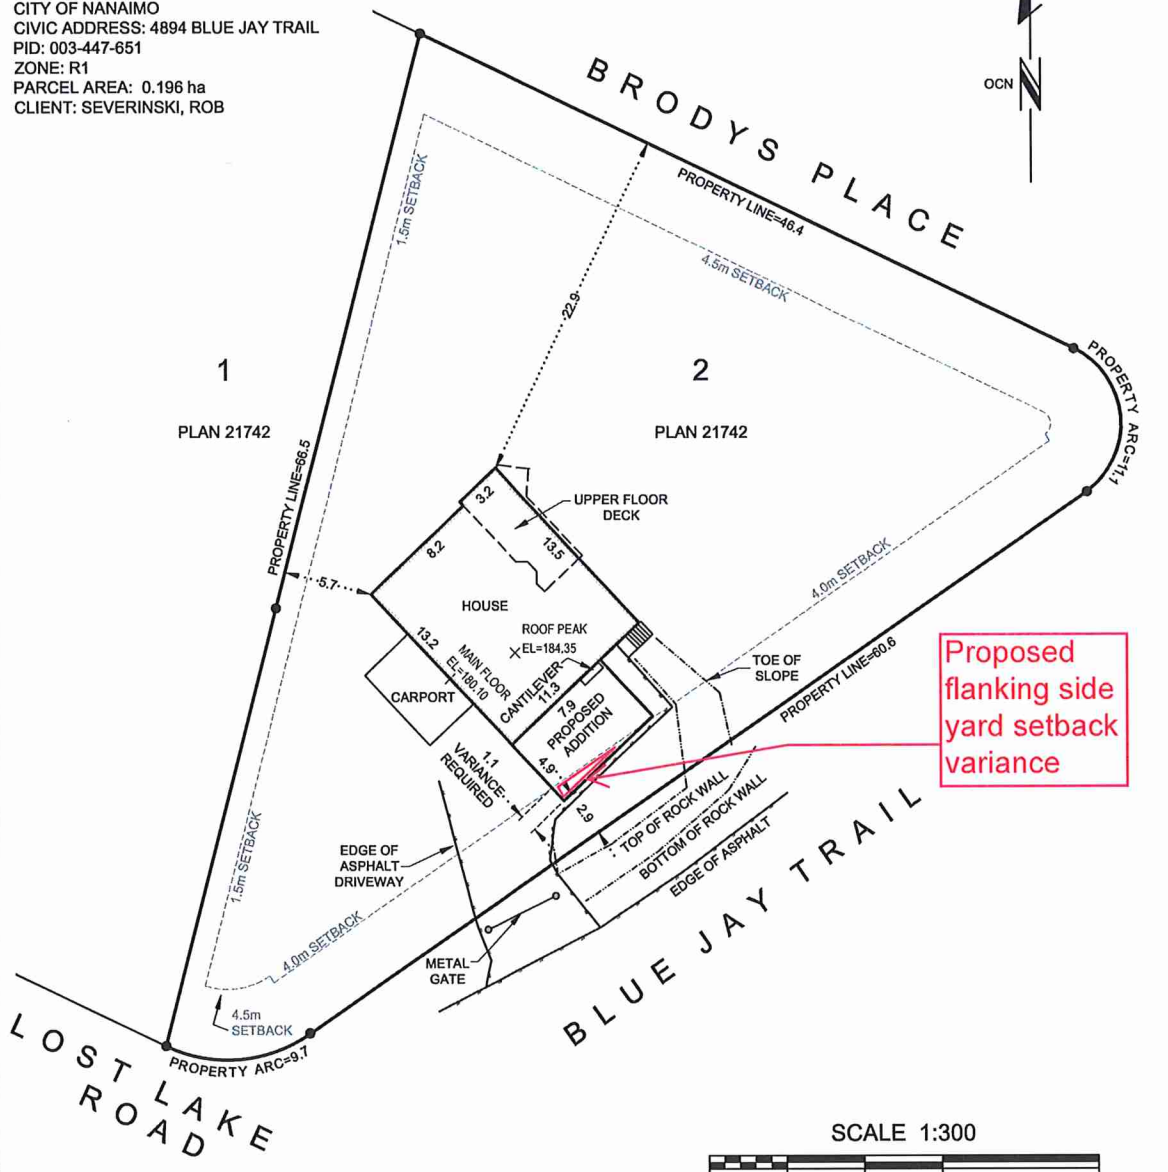 CITY OF NANAIMO
CIVIC ADDRESS: 4894 BLUE JAY TRAIL
PID: 003-447-651
ZONE: R1
PARCEL AREA: 0.196 ha
CLIENT: SEVERINSKI, ROB
OCN
N
BRODYS PLACE
PROPERTY LINE=46.4
1.5m SETBACK
4.5m SETBACK
22.9
PROPERTY ARC=11.1
1
PLAN 21742
2
PLAN 21742
PROPERTY LINE=66.5
3.2
UPPER FLOOR
DECK
8.2
13.5
4.0m SETBACK
5.7
HOUSE
13.2
ROOF PEAK
EL=184.35
MAIN FLOOR
EL=180.10
CANTILEVER
11.3
CARPORT
7.9
PROPOSED
ADDITION
TOE OF
SLOPE
PROPERTY LINE=60.6
Proposed
flanking side
yard setback
variance
4.9
1.1
VARIANCE
REQUIRED
2.9
TOP OF ROCK WALL
BOTTOM OF ROCK WALL
EDGE OF ASPHALT
EDGE OF
ASPHALT
DRIVEWAY
1.5m SETBACK
4.0m SETBACK
METAL
GATE
BLUE JAY TRAIL
4.5m
SETBACK
PROPERTY ARC=9.7
LOST LAKE
ROAD
SCALE 1:300